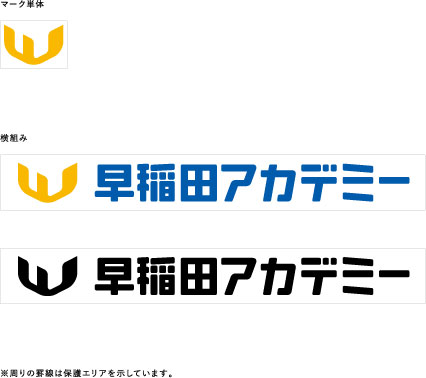 マーク単体
横組み
早稲田アカデミー
早稲田アカデミー
※周りの罫線は保護エリアを示しています。